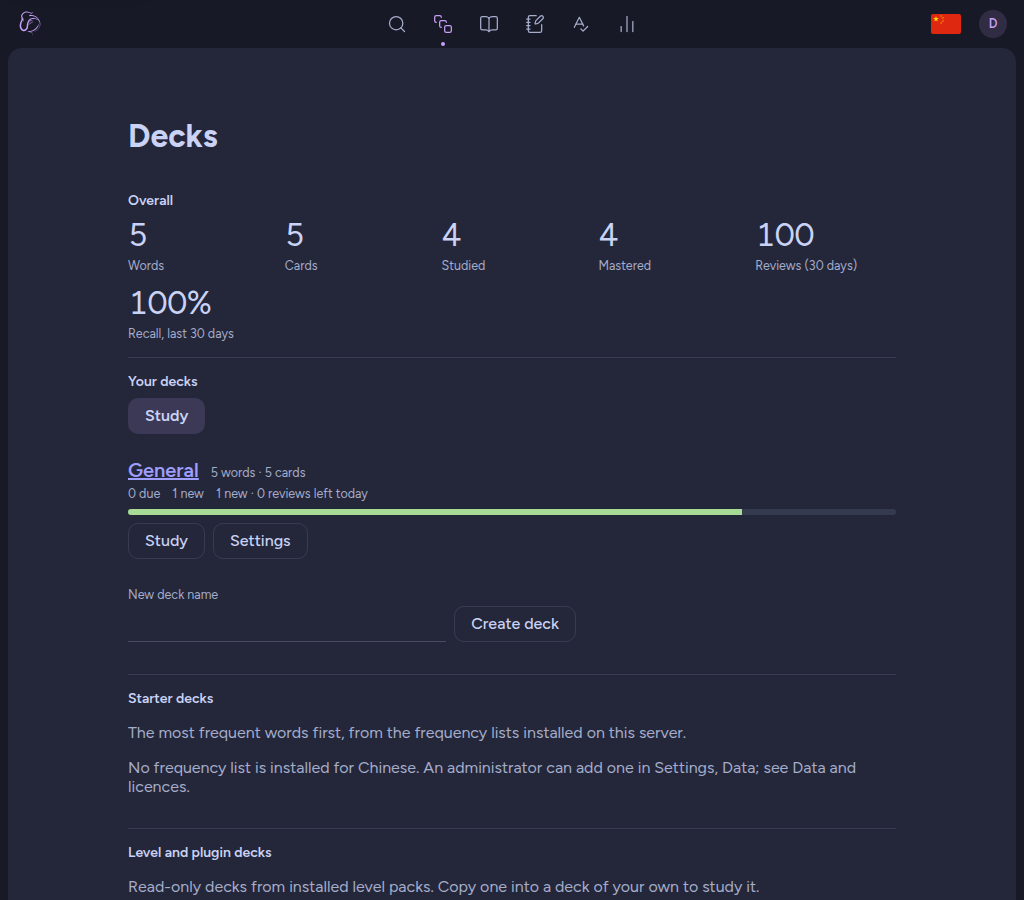 D
Decks
Overall
5 5 4 4 100
Words Cards Studied Mastered Reviews (30 days)
100%
Recall, last 30 days
Your decks
Study
General 5 words · 5 cards
0 due 1 new 1 new · 0 reviews left today
Study Settings
New deck name
Create deck
Starter decks
The most frequent words first, from the frequency lists installed on this server.
No frequency list is installed for Chinese. An administrator can add one in Settings, Data; see Data and
licences.
Level and plugin decks
Read-only decks from installed level packs. Copy one into a deck of your own to study it.